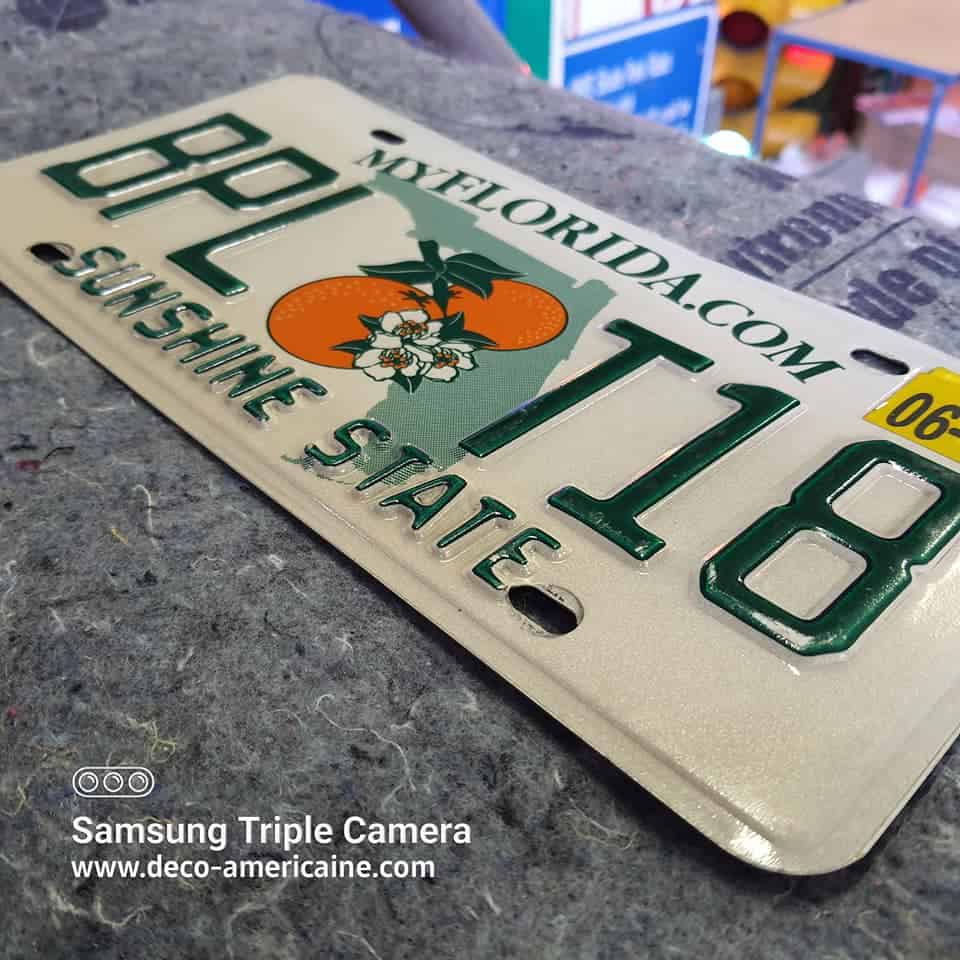 MYFLORIDA.COM
BPL T18
06-
SUNSHINE STATE
Samsung Triple Camera
www.deco-americaine.com